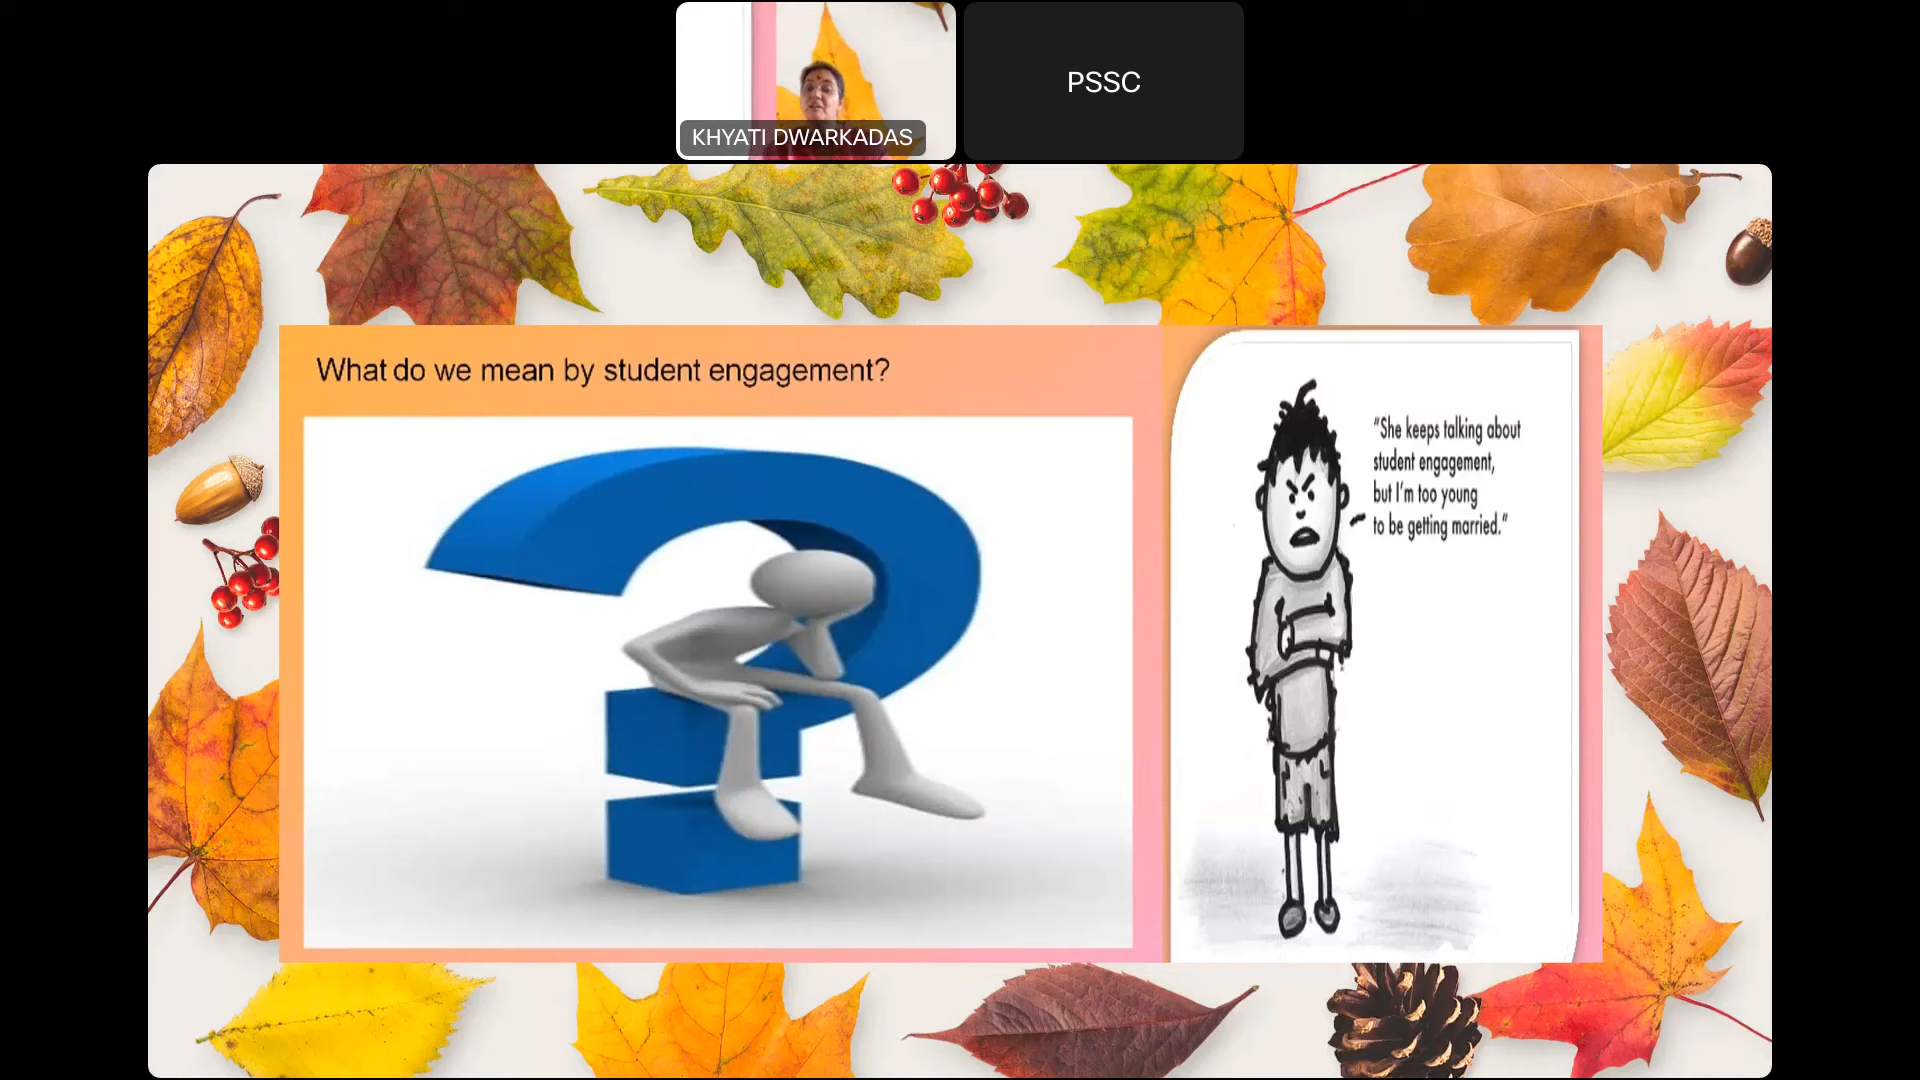 KHYATI DWARKADAS
PSSC
What do we mean by student engagement?
“She keeps talking about
student engagement,
but I’m too young
to be getting married.”